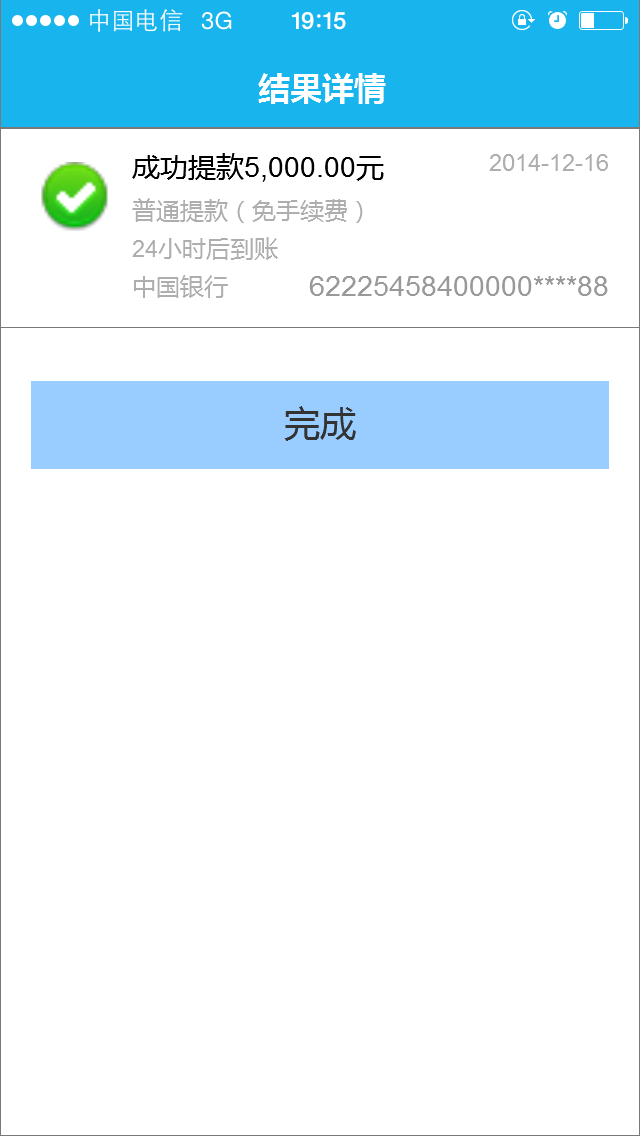 中国电信 3G 19:15
结果详情
成功提款5,000.00元 2014-12-16
普通提款（免手续费）
24小时后到账
中国银行 62225458400000****88
完成